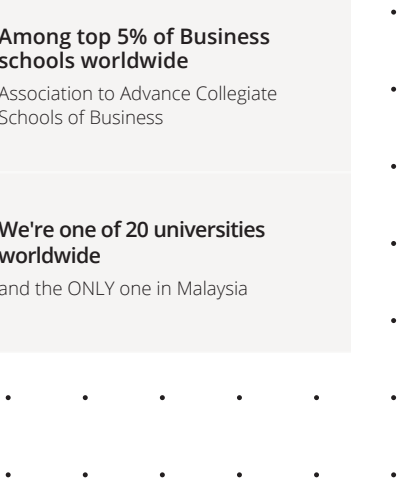 Among top 5% of Business
schools worldwide
Association to Advance Collegiate
Schools of Business
We're one of 20 universities
worldwide
and the ONLY one in Malaysia